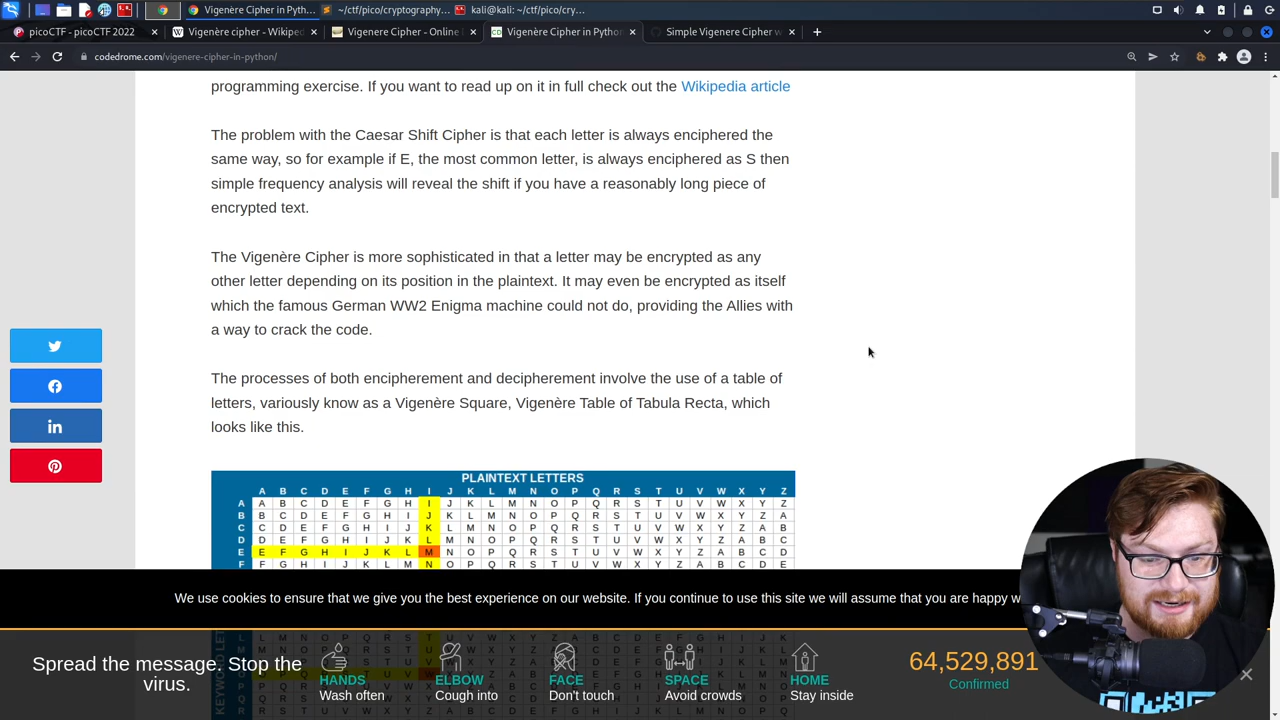 Vigenere Cipher in Pyth...
~/ctf/pico/cryptography...
kali@kali: ~/ctf/pico/cry...
picoCTF - picoCTF 2022
Vigenère cipher - Wikiped
Vigenere Cipher - Online
Vigenère Cipher in Python
Simple Vigenere Cipher w
codedrome.com/vigenere-cipher-in-python/
programming exercise. If you want to read up on it in full check out the Wikipedia article
The problem with the Caesar Shift Cipher is that each letter is always enciphered the
same way, so for example if E, the most common letter, is always enciphered as S then
simple frequency analysis will reveal the shift if you have a reasonably long piece of
encrypted text.
The Vigenère Cipher is more sophisticated in that a letter may be encrypted as any
other letter depending on its position in the plaintext. It may even be encrypted as itself
which the famous German WW2 Enigma machine could not do, providing the Allies with
a way to crack the code.
The processes of both encipherement and decipherement involve the use of a table of
letters, variously know as a Vigenère Square, Vigenère Table of Tabula Recta, which
looks like this.
PLAINTEXT LETTERS
A B C D E F G H I J K L M N O P Q R S T U V W X Y Z
A A B C D E F G H I J K L M N O P Q R S T U V W X Y Z
B B C D E F G H I J K L M N O P Q R S T U V W X Y Z A
C C D E F G H I J K L M N O P Q R S T U V W X Y Z A B
D D E F G H I J K L M N O P Q R S T U V W X Y Z A B C
E E F G H I J K L M N O P Q R S T U V W X Y Z A B C D
F F G H I J K L M N O P Q R S T U V W X Y Z A B C D E
We use cookies to ensure that we give you the best experience on our website. If you continue to use this site we will assume that you are happy w
Spread the message. Stop the
virus.
HANDS
Wash often
ELBOW
Cough into
FACE
Don't touch
SPACE
Avoid crowds
HOME
Stay inside
64,529,891
Confirmed